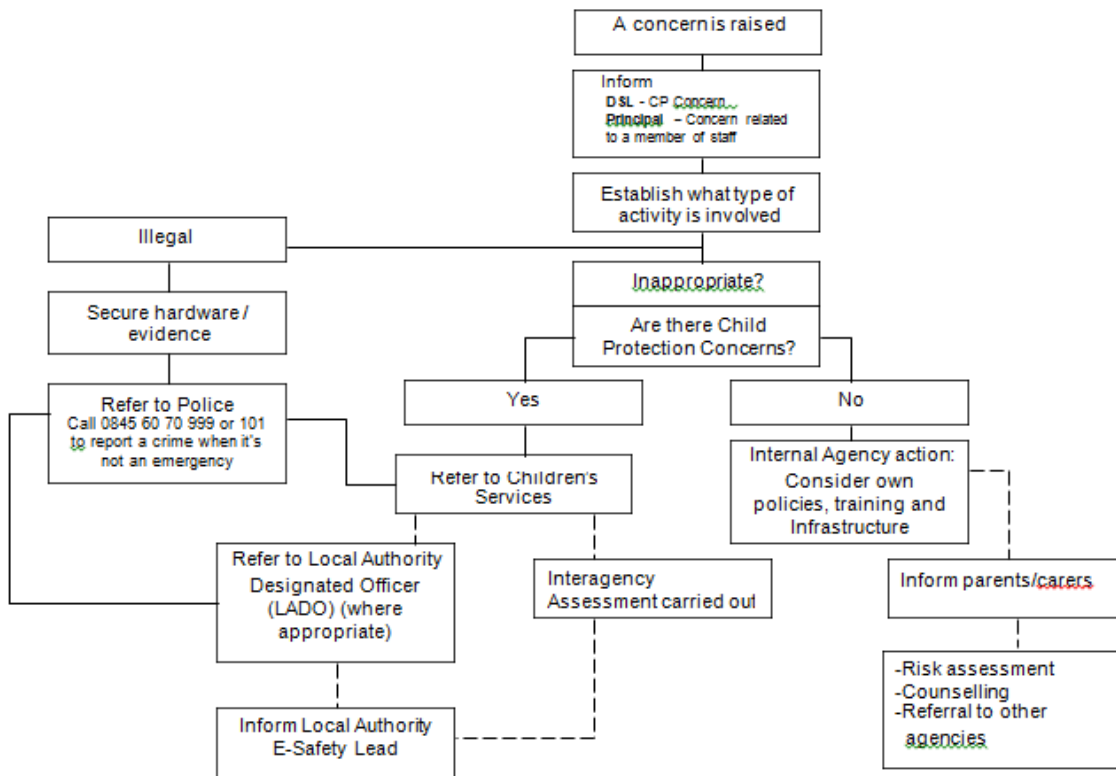 A concern is raised
Inform
DSL - CP Concern
Principal – Concern related
to a member of staff
Establish what type of
activity is involved
Illegal
Inappropriate?
Secure hardware /
evidence
Are there Child
Protection Concerns?
Refer to Police
Call 0845 60 70 999 or 101
to report a crime when it's
not an emergency
Yes
No
Refer to Children's
Services
Internal Agency action:
Consider own
policies, training and
Infrastructure
Refer to Local Authority
Designated Officer
(LADO) (where
appropriate)
Interagency
Assessment carried out
Inform parents/carers
-Risk assessment
-Counselling
-Referral to other
agencies
Inform Local Authority
E-Safety Lead